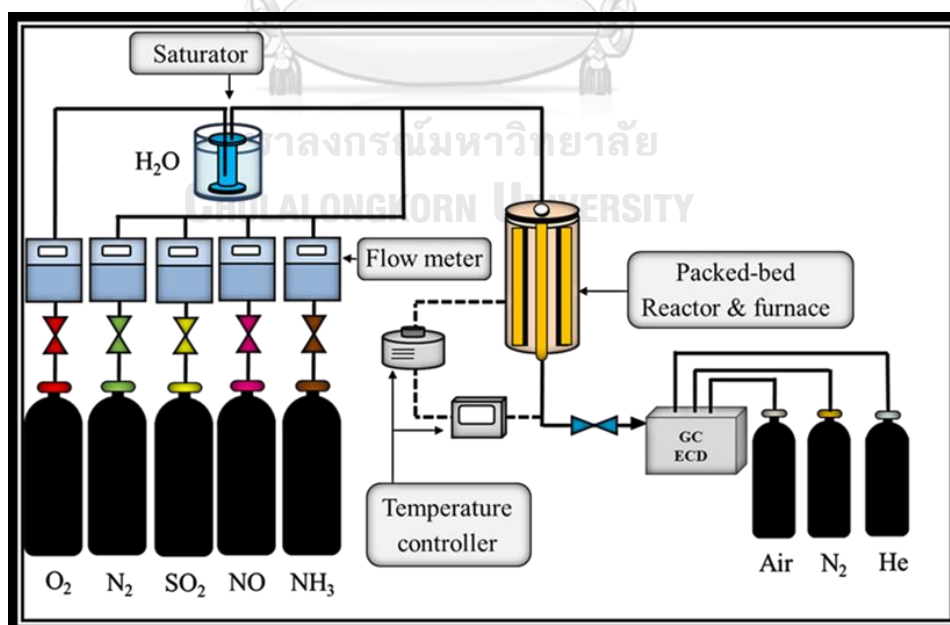 Saturator
H₂O
จุฬาลงกรณ์มหาวิทยาลัย
CHULALONGKORN UNIVERSITY
Flow meter
Packed-bed
Reactor & furnace
GC
ECD
Temperature
controller
O₂ N₂ SO₂ NO NH₃
Air N₂ He